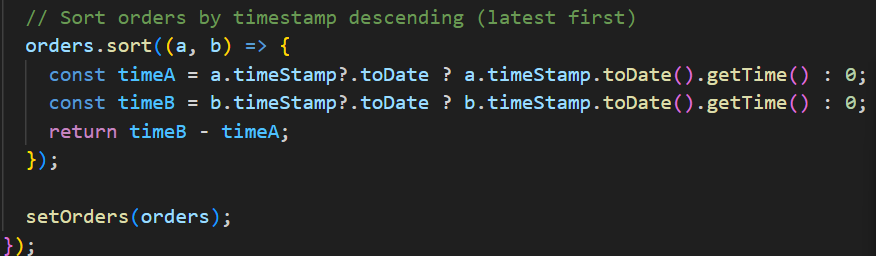 // Sort orders by timestamp descending (latest first)
orders.sort((a, b) => {
const timeA = a.timeStamp?.toDate ? a.timeStamp.toDate().getTime() : 0;
const timeB = b.timeStamp?.toDate ? b.timeStamp.toDate().getTime() : 0;
return timeB - timeA;
});
setOrders(orders);
});